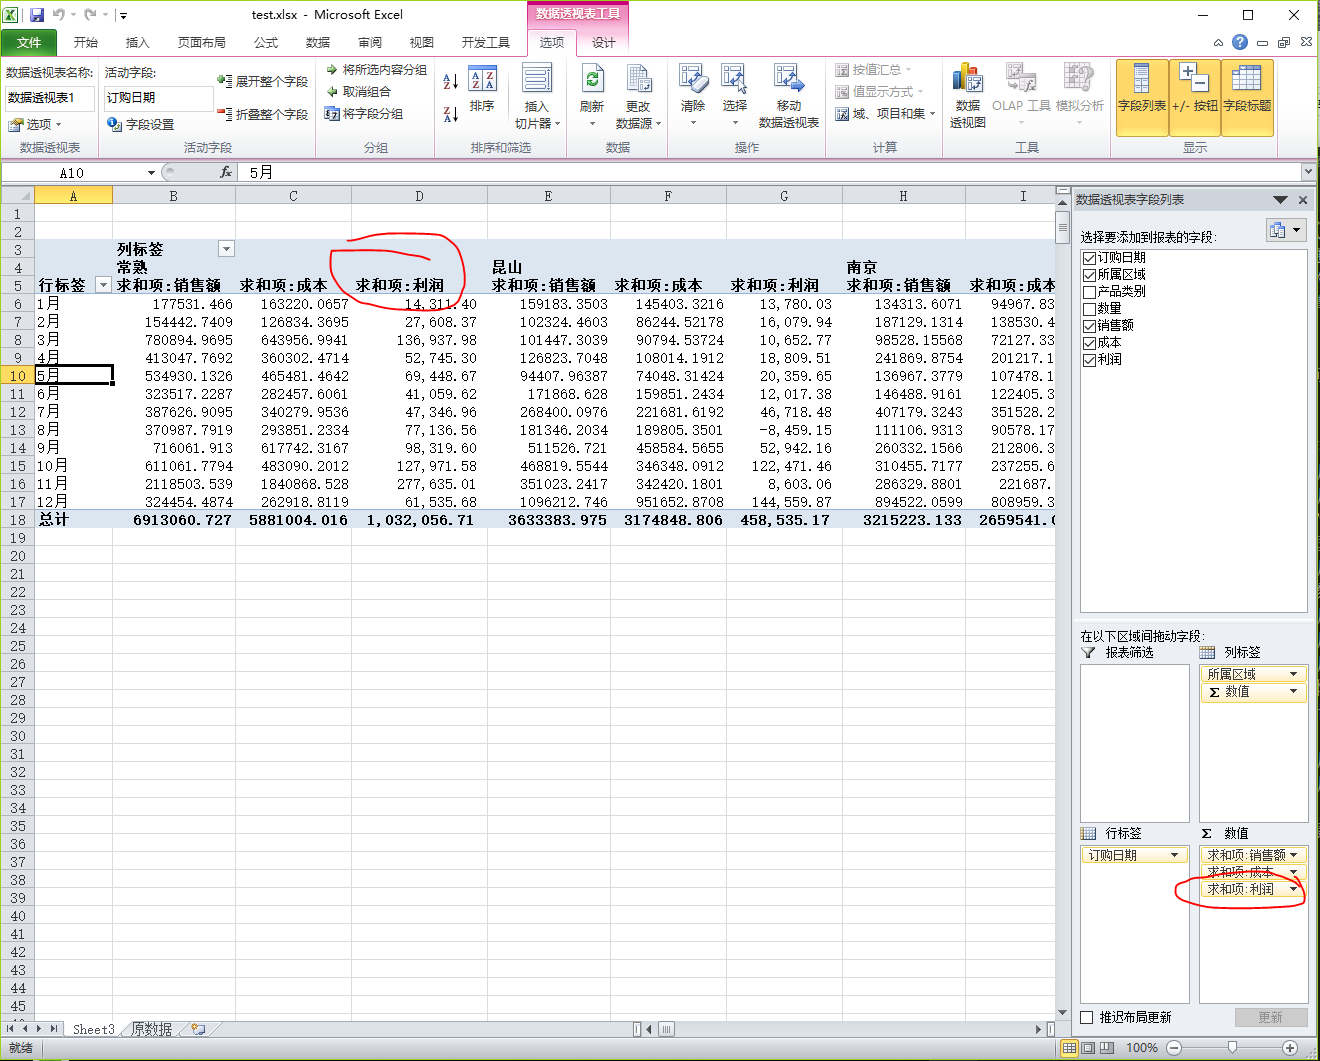 test.xlsx - Microsoft Excel
数据透视表工具
文件 开始 插入 页面布局 公式 数据 审阅 视图 开发工具 选项 设计
数据透视表名称: 活动字段: 展开整个字段 将所选内容分组
数据透视表1 订购日期 取消组合
选项 字段设置 折叠整个字段 将字段分组
排序 插入切片器 刷新 更改数据源 清除 选择 移动数据透视表
按值汇总
值显示方式
域、项目和集
数据透视图 OLAP 工具 模拟分析 字段列表 +/- 按钮 字段标题
数据透视表 活动字段 分组 排序和筛选 数据 操作 计算 工具 显示
A10 fx 5月
A B C D E F G H I
1
2
3 列标签
4 常熟 昆山 南京
5 行标签 求和项:销售额 求和项:成本 求和项:利润 求和项:销售额 求和项:成本 求和项:利润 求和项:销售额 求和项:成本
6 1月 177531.466 163220.0657 14,311.40 159183.3503 145403.3216 13,780.03 134313.6071 94967.83
7 2月 154442.7409 126834.3695 27,608.37 102324.4603 86244.52178 16,079.94 187129.1314 138530.4
8 3月 780894.9695 643956.9941 136,937.98 101447.3039 90794.53724 10,652.77 98528.15568 72127.33
9 4月 413047.7692 360302.4714 52,745.30 126823.7048 108014.1912 18,809.51 241869.8754 201217.1
10 5月 534930.1326 465481.4642 69,448.67 94407.96387 74048.31424 20,359.65 136967.3779 107478.1
11 6月 323517.2287 282457.6061 41,059.62 171868.628 159851.2434 12,017.38 146488.9161 122405.3
12 7月 387626.9095 340279.9536 47,346.96 268400.0976 221681.6192 46,718.48 407179.3243 351528.2
13 8月 370987.7919 293851.2334 77,136.56 181346.2034 189805.3501 -8,459.15 111106.9313 90578.17
14 9月 716061.913 617742.3167 98,319.60 511526.721 458584.5655 52,942.16 260332.1566 212806.3
15 10月 611061.7794 483090.2012 127,971.58 468819.5544 346348.0912 122,471.46 310455.7177 237255.6
16 11月 2118503.539 1840868.528 277,635.01 351023.2417 342420.1801 8,603.06 286329.8801 221687.
17 12月 324454.4874 262918.8119 61,535.68 1096212.746 951652.8708 144,559.87 894522.0599 808959.3
18 总计 6913060.727 5881004.016 1,032,056.71 3633383.975 3174848.806 458,535.17 3215223.133 2659541.0
19
20
21
22
23
24
25
26
27
28
29
30
31
32
33
34
35
36
37
38
39
40
41
42
43
44
45
数据透视表字段列表
选择要添加到报表的字段:
订购日期
所属区域
产品类别
数量
销售额
成本
利润
在以下区域间拖动字段:
报表筛选 列标签
所属区域
Σ 数值
行标签 Σ 数值
订购日期 求和项:销售额
求和项:成本
求和项:利润
推迟布局更新 更新
Sheet3 原数据
就绪 100%